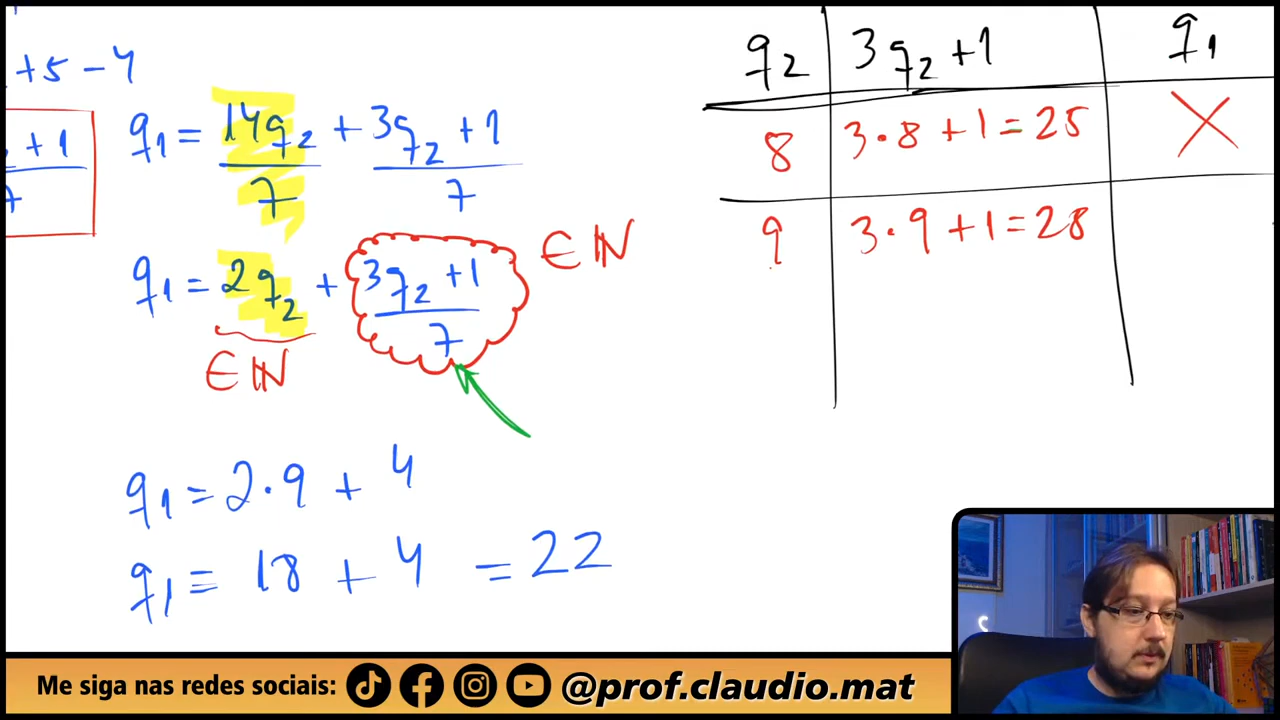 +5 - 4
+ 1
7
q₁ = 14q₂/7 + 3q₂ + 1/7
q₁ = 2q₂ + 3q₂ + 1/7
∈ ℕ
∈ ℕ
q₁ = 2 · 9 + 4
q₁ = 18 + 4 = 22
q₂ 3q₂ + 1 q₁
8 3 · 8 + 1 = 25 X
9 3 · 9 + 1 = 28
Me siga nas redes sociais: @prof.claudio.mat